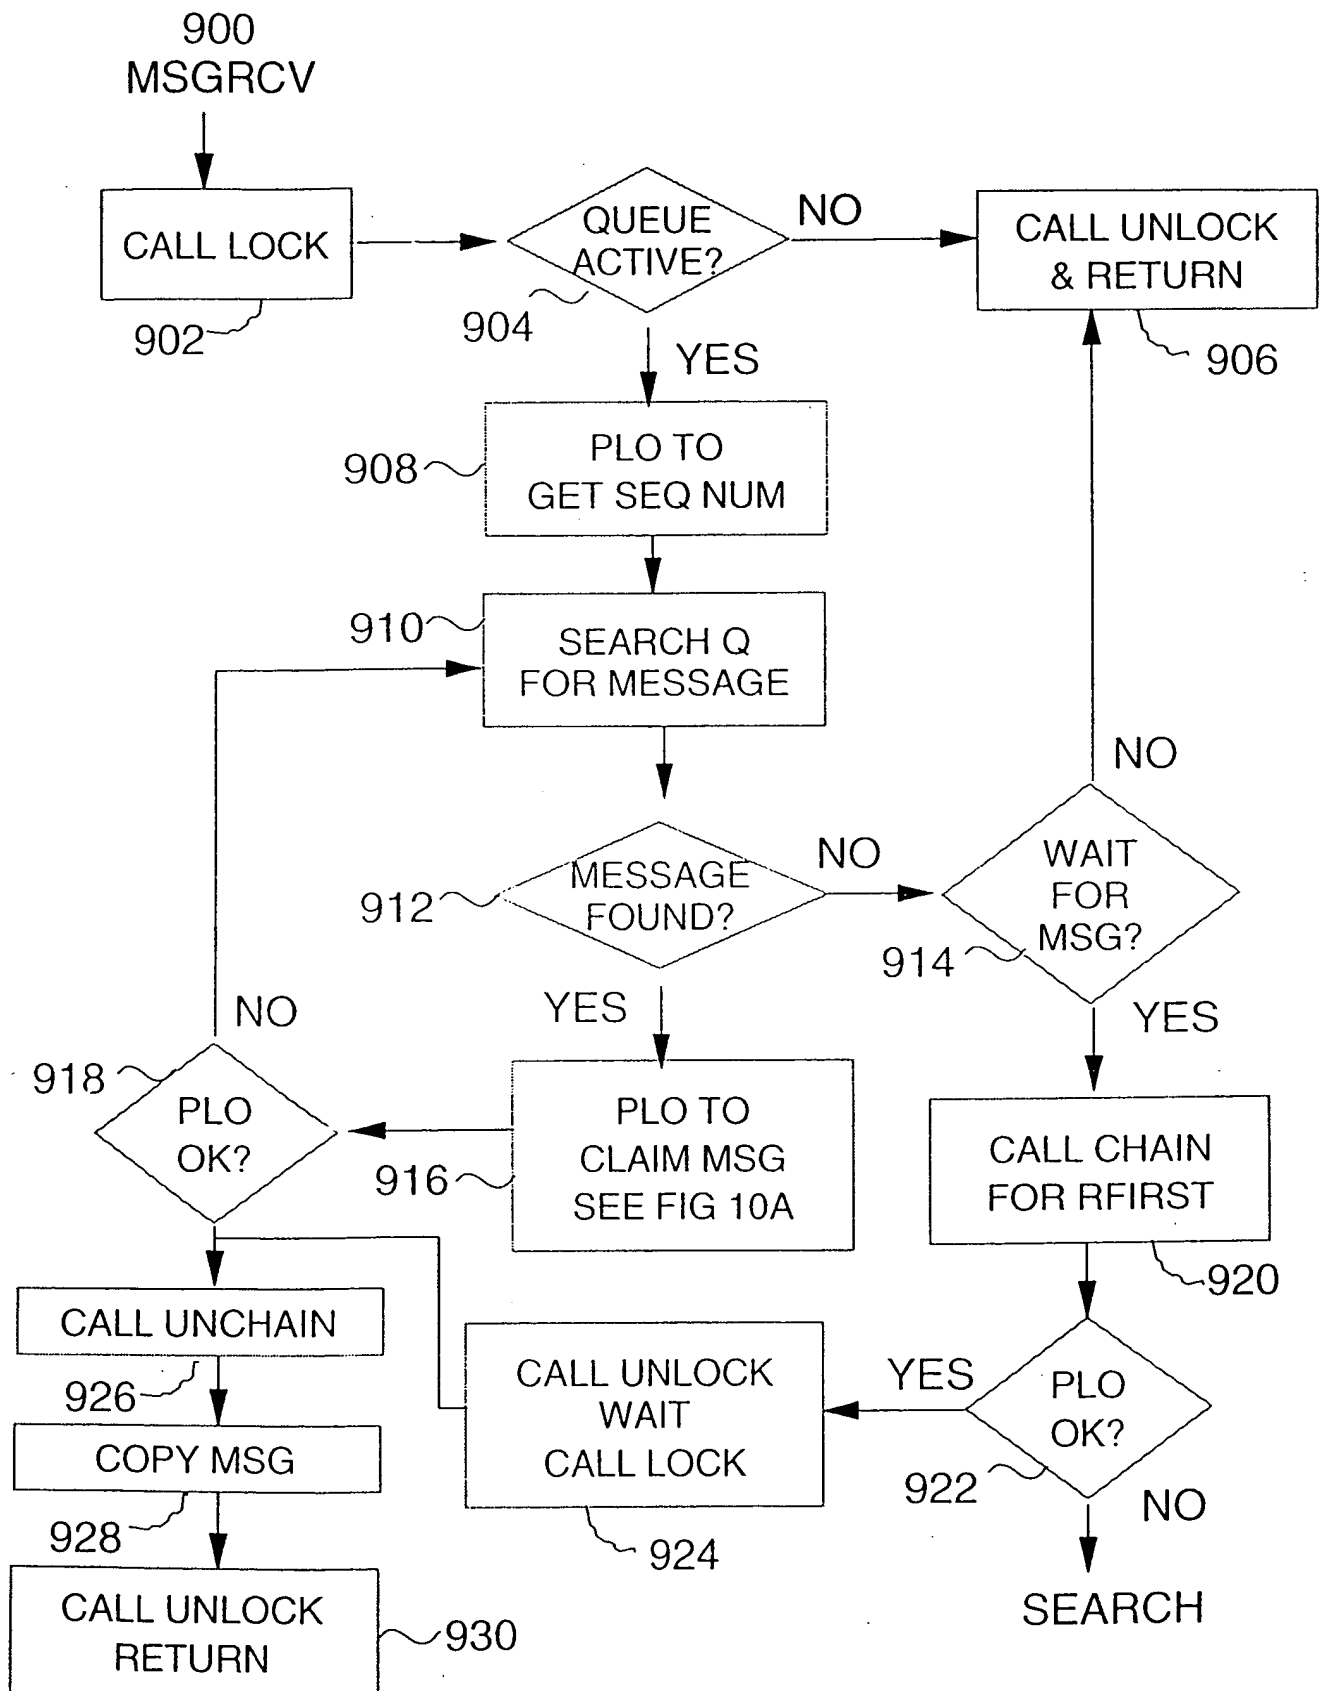 900
MSGRCV
CALL LOCK
902
QUEUE
ACTIVE?
904
NO
CALL UNLOCK
& RETURN
906
YES
908
PLO TO
GET SEQ NUM
910
SEARCH Q
FOR MESSAGE
912
MESSAGE
FOUND?
NO
WAIT
FOR
MSG?
914
NO
YES
YES
918
NO
PLO
OK?
916
PLO TO
CLAIM MSG
SEE FIG 10A
CALL CHAIN
FOR RFIRST
920
CALL UNCHAIN
926
CALL UNLOCK
WAIT
CALL LOCK
924
YES
PLO
OK?
922
NO
SEARCH
COPY MSG
928
CALL UNLOCK
RETURN
930